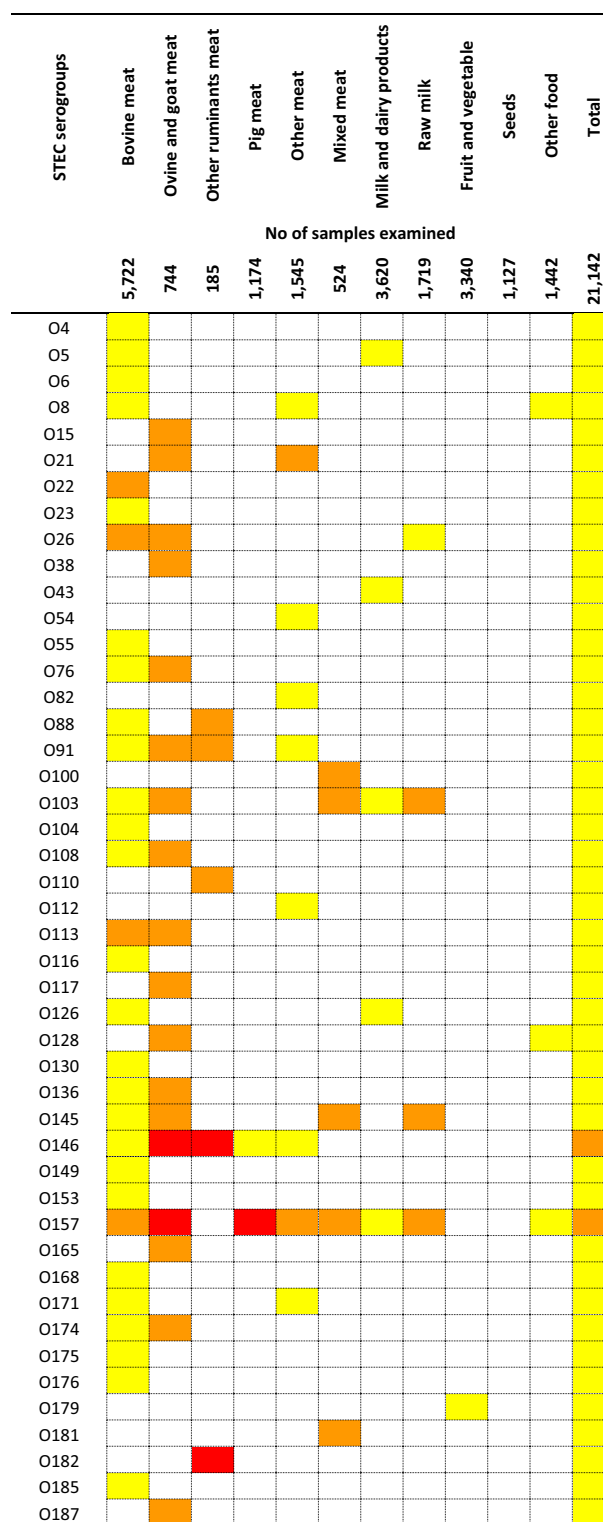 STEC serogroups
Bovine meat
Ovine and goat meat
Other ruminants meat
Pig meat
Other meat
Mixed meat
Milk and dairy products
Raw milk
Fruit and vegetable
Seeds
Other food
Total
No of samples examined
5,722
744
185
1,174
1,545
524
3,620
1,719
3,340
1,127
1,442
21,142
O4
O5
O6
O8
O15
O21
O22
O23
O26
O38
O43
O54
O55
O76
O82
O88
O91
O100
O103
O104
O108
O110
O112
O113
O116
O117
O126
O128
O130
O136
O145
O146
O149
O153
O157
O165
O168
O171
O174
O175
O176
O179
O181
O182
O185
O187